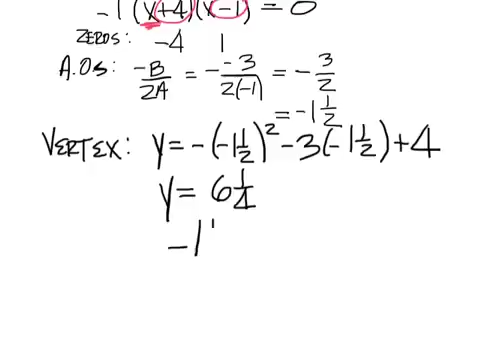 -1(x+4)(x-1) = 0
ZEROS: -4 1
A.OS: -B/2A = - -3/2(-1) = - 3/2
= -1 1/2
VERTEX: y = -(-1 1/2)² - 3(-1 1/2) + 4
y = 6 1/4
-1